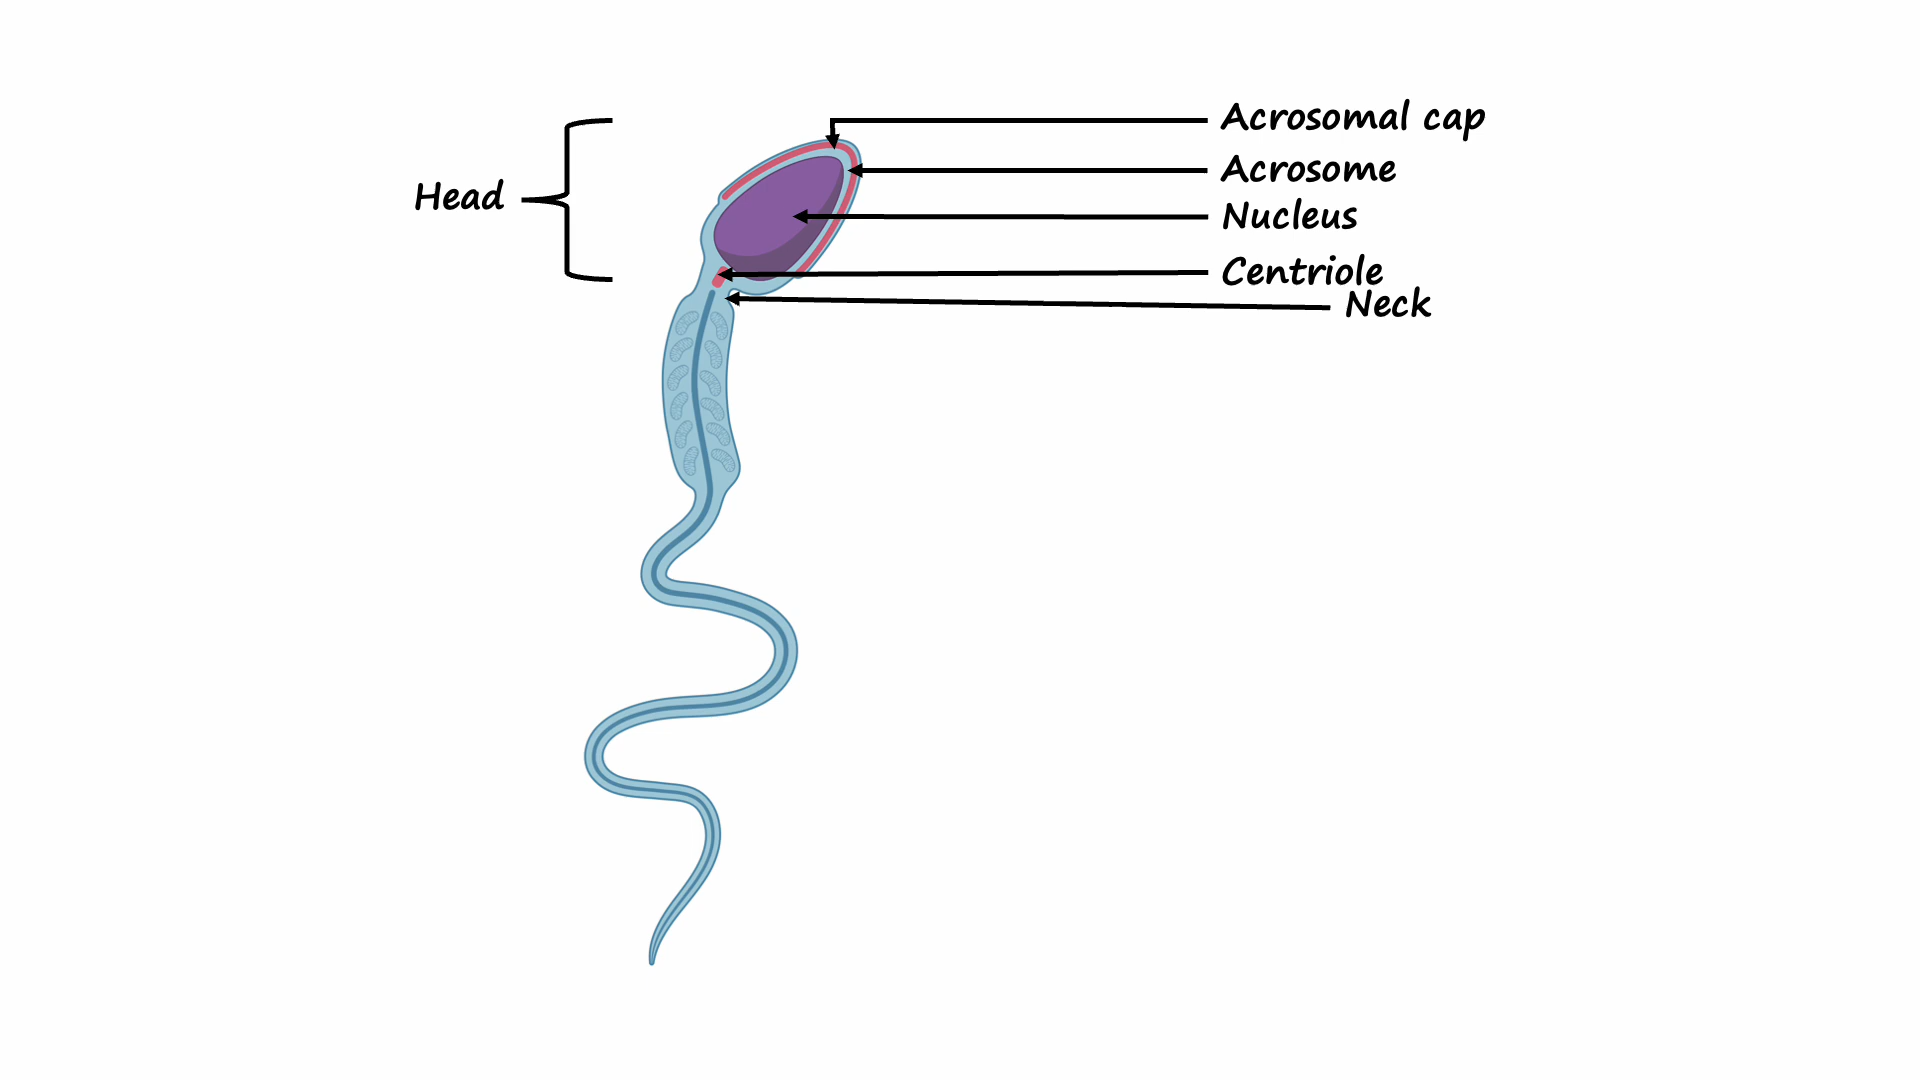 Acrosomal cap
Acrosome
Head
Nucleus
Centriole
Neck